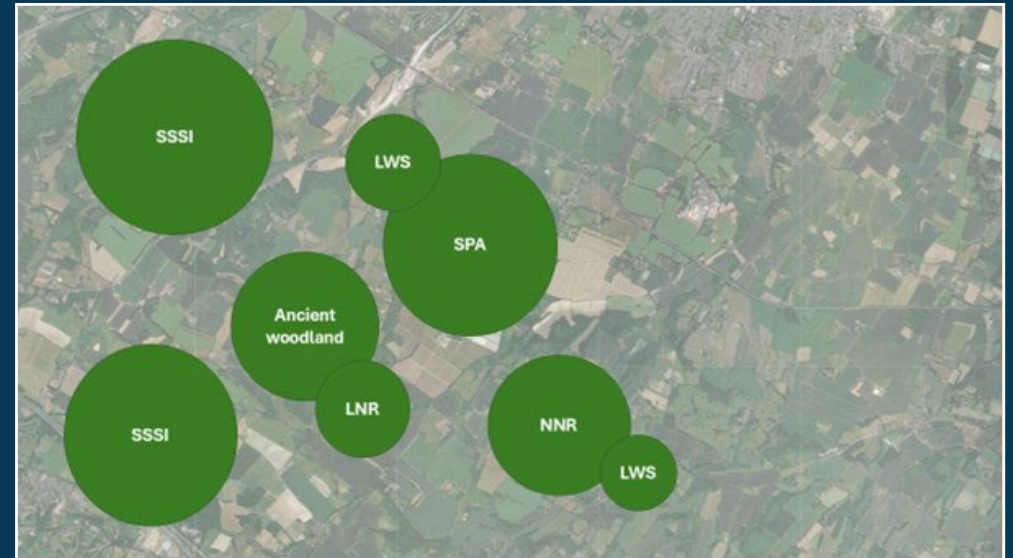 SSSI
LWS
SPA
Ancient
woodland
LNR
SSSI
NNR
LWS